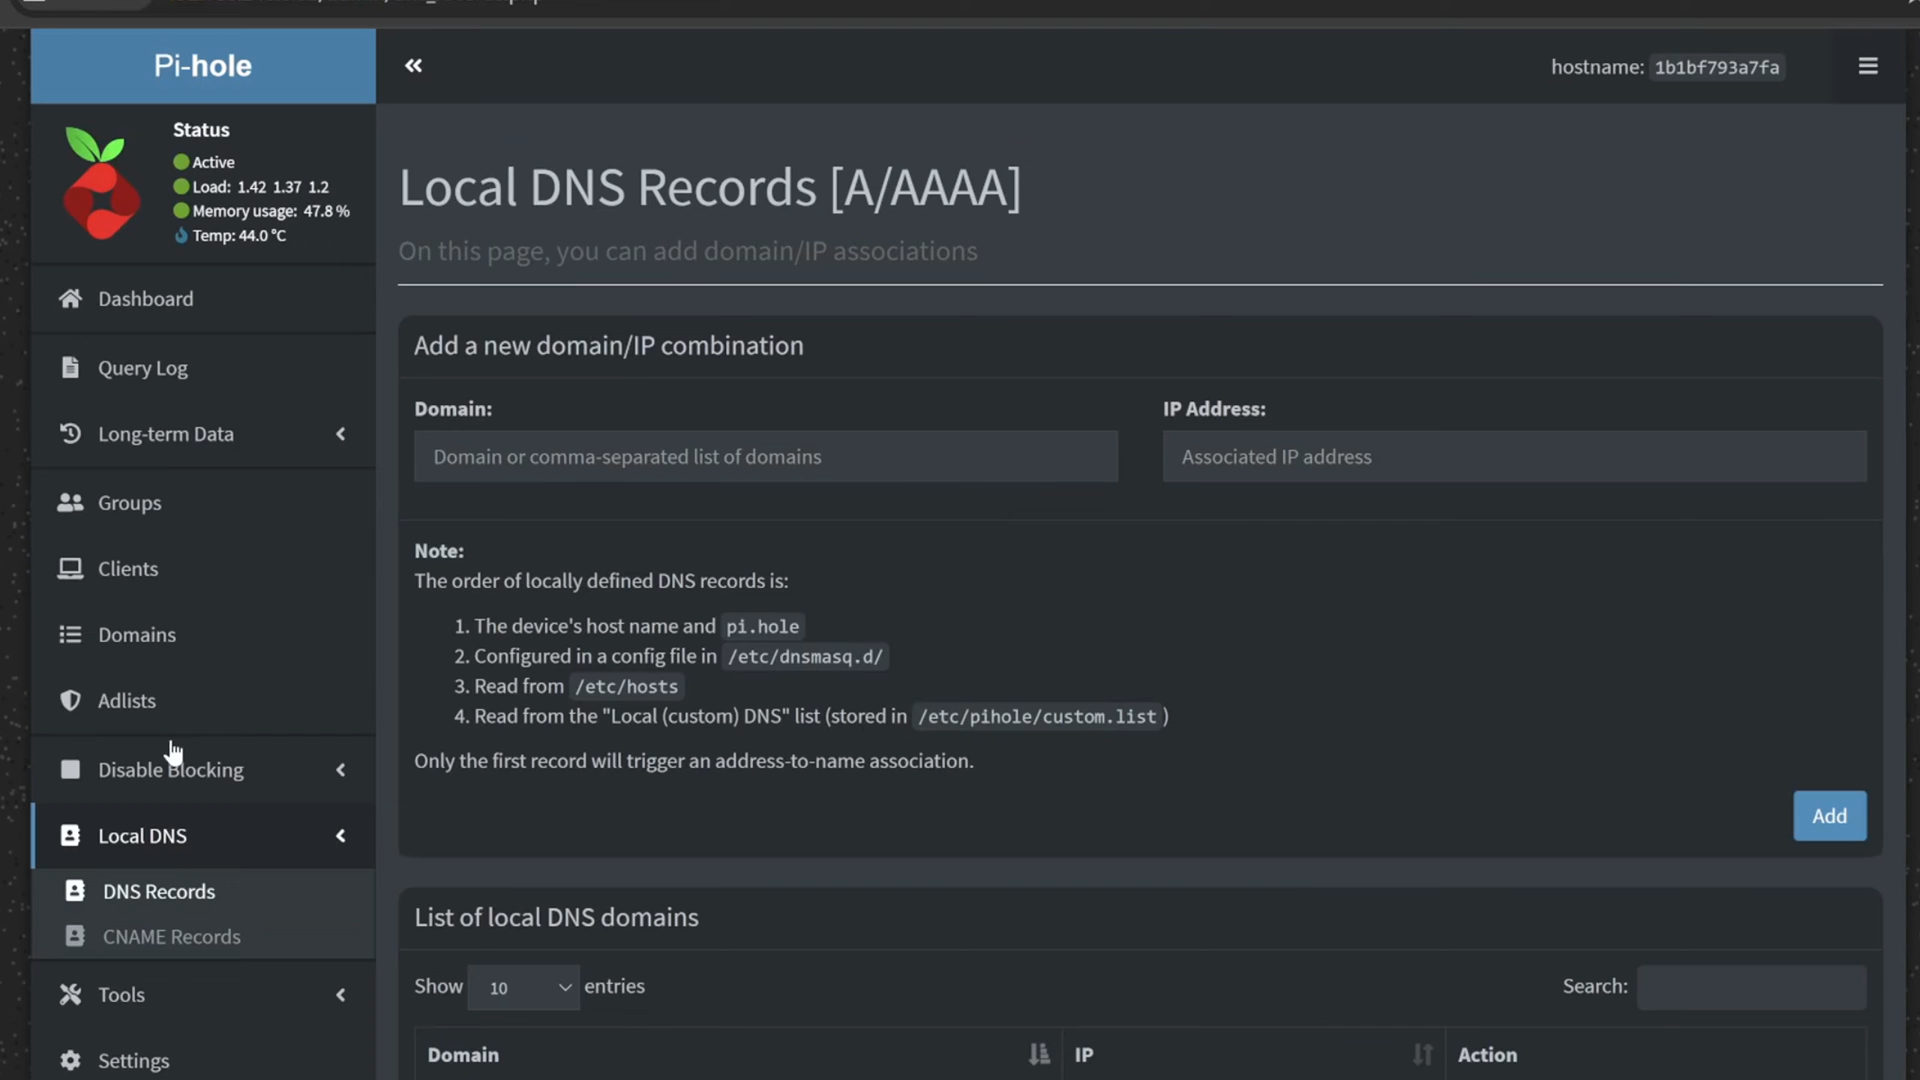 Pi-hole
hostname: 1b1bf793a7fa
Status
Active
Load: 1.42 1.37 1.2
Memory usage: 47.8 %
Temp: 44.0 °C
Dashboard
Query Log
Long-term Data
Groups
Clients
Domains
Adlists
Disable Blocking
Local DNS
DNS Records
CNAME Records
Tools
Settings
Local DNS Records [A/AAAA]
On this page, you can add domain/IP associations
Add a new domain/IP combination
Domain:
Domain or comma-separated list of domains
IP Address:
Associated IP address
Note:
The order of locally defined DNS records is:
1. The device's host name and pi.hole
2. Configured in a config file in /etc/dnsmasq.d/
3. Read from /etc/hosts
4. Read from the "Local (custom) DNS" list (stored in /etc/pihole/custom.list )
Only the first record will trigger an address-to-name association.
Add
List of local DNS domains
Show 10 entries
Search:
Domain IP Action